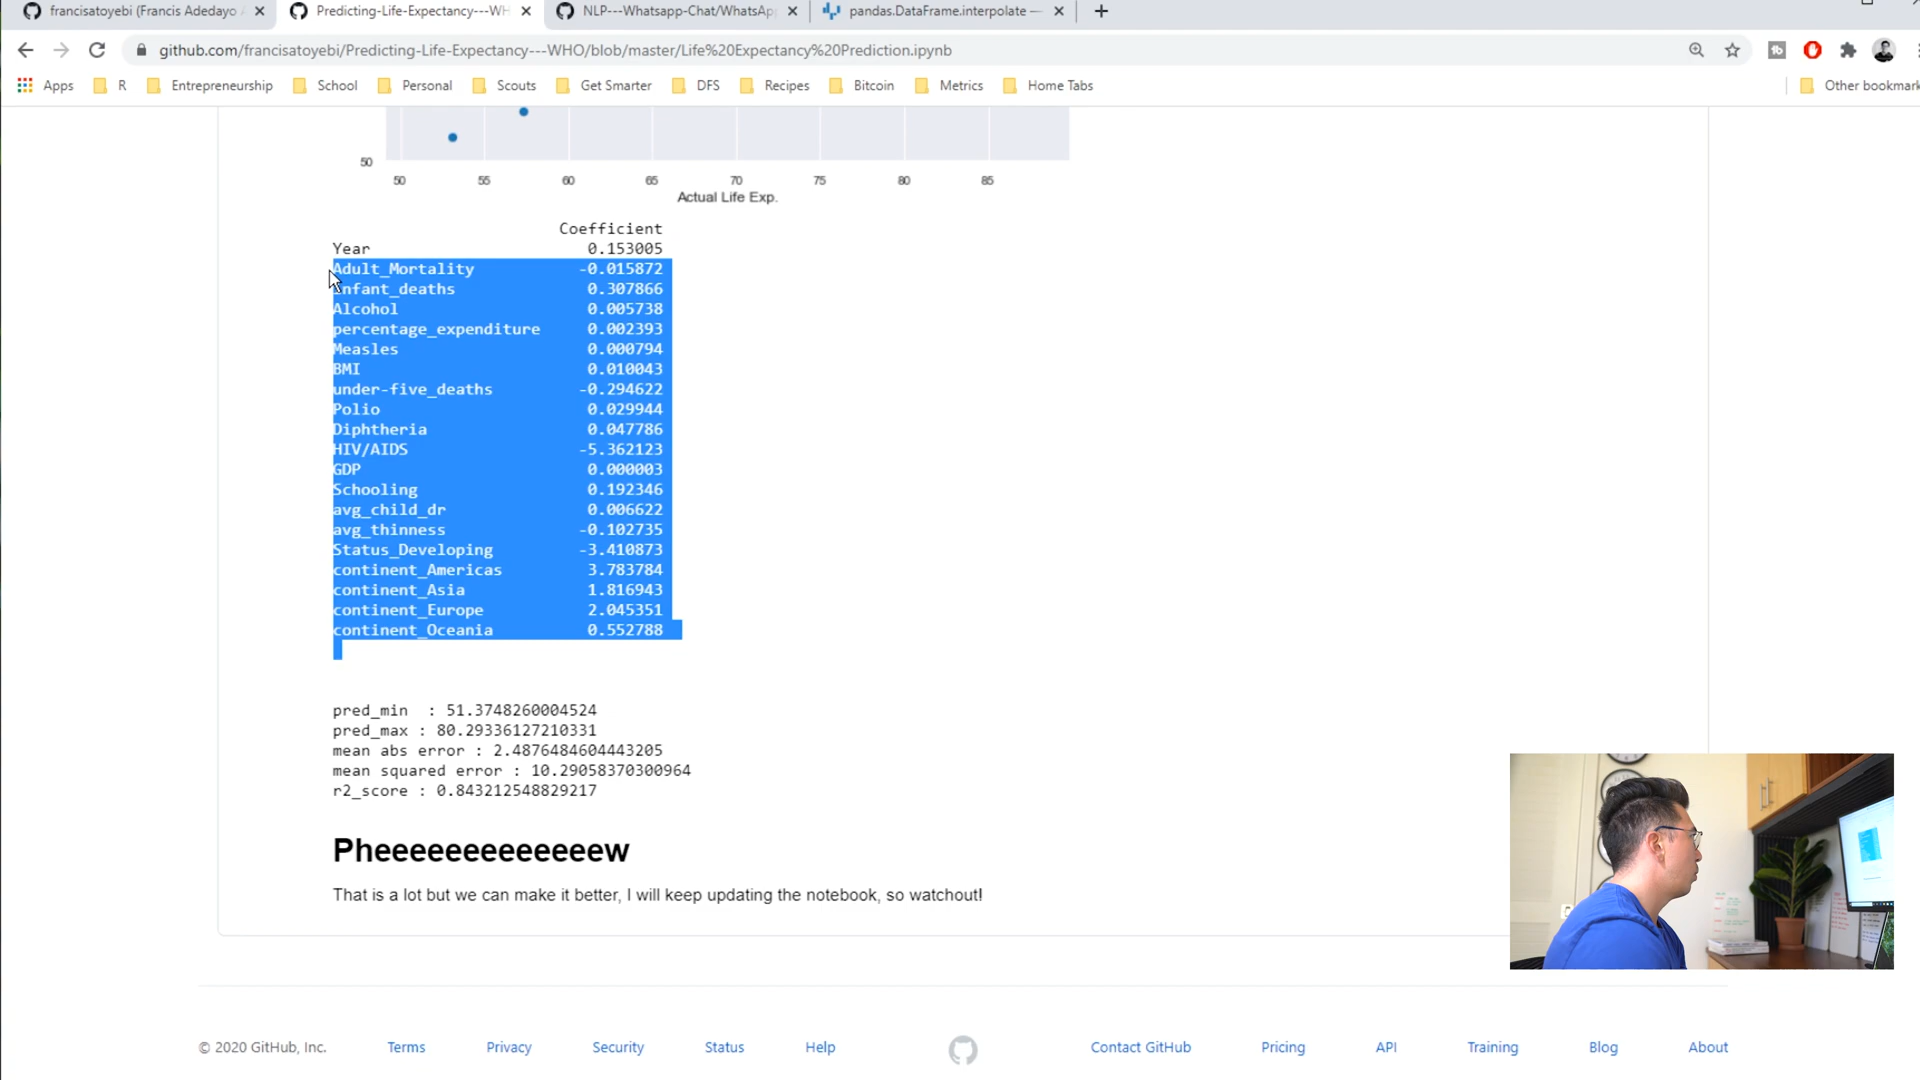 francisatoyebi (Francis Adedayo
Predicting-Life-Expectancy---WH
NLP---Whatsapp-Chat/WhatsAp
pandas.DataFrame.interpolate —
github.com/francisatoyebi/Predicting-Life-Expectancy---WHO/blob/master/Life%20Expectancy%20Prediction.ipynb
Apps
R
Entrepreneurship
School
Personal
Scouts
Get Smarter
DFS
Recipes
Bitcoin
Metrics
Home Tabs
Other bookmark
50
50 55 60 65 70 75 80 85
Actual Life Exp.
Coefficient
Year 0.153005
Adult_Mortality -0.015872
infant_deaths 0.307866
Alcohol 0.005738
percentage_expenditure 0.002393
Measles 0.000794
BMI 0.010043
under-five_deaths -0.294622
Polio 0.029944
Diphtheria 0.047786
HIV/AIDS -5.362123
GDP 0.000003
Schooling 0.192346
avg_child_dr 0.006622
avg_thinness -0.102735
Status_Developing -3.410873
continent_Americas 3.783784
continent_Asia 1.816943
continent_Europe 2.045351
continent_Oceania 0.552788
pred_min : 51.3748260004524
pred_max : 80.29336127210331
mean abs error : 2.4876484604443205
mean squared error : 10.29058370300964
r2_score : 0.843212548829217
Pheeeeeeeeeeeeew
That is a lot but we can make it better, I will keep updating the notebook, so watchout!
© 2020 GitHub, Inc.
Terms
Privacy
Security
Status
Help
Contact GitHub
Pricing
API
Training
Blog
About